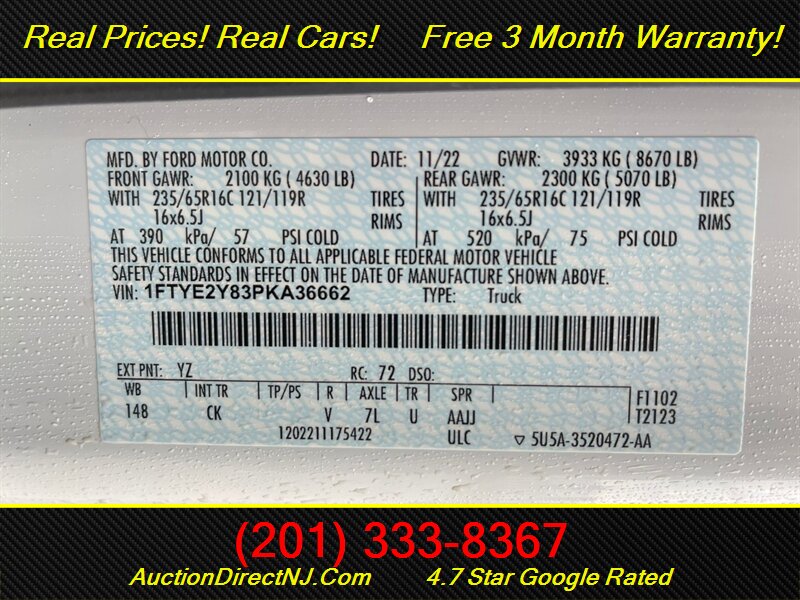 Real Prices! Real Cars! Free 3 Month Warranty!
MFD. BY FORD MOTOR CO. DATE: 11/22 GVWR: 3933 KG ( 8670 LB)
FRONT GAWR: 2100 KG ( 4630 LB) REAR GAWR: 2300 KG ( 5070 LB)
WITH 235/65R16C 121/119R TIRES WITH 235/65R16C 121/119R TIRES
16x6.5J RIMS 16x6.5J RIMS
AT 390 kPa/ 57 PSI COLD AT 520 kPa/ 75 PSI COLD
THIS VEHICLE CONFORMS TO ALL APPLICABLE FEDERAL MOTOR VEHICLE
SAFETY STANDARDS IN EFFECT ON THE DATE OF MANUFACTURE SHOWN ABOVE.
VIN: 1FTYE2Y83PKA36662 TYPE: Truck
EXT PNT: YZ RC: 72 DSO:
WB INT TR TP/PS R AXLE TR SPR F1102
148 CK V 7L U AAJJ T2123
1202211175422 ULC ▽ 5U5A-3520472-AA
(201) 333-8367
AuctionDirectNJ.Com 4.7 Star Google Rated